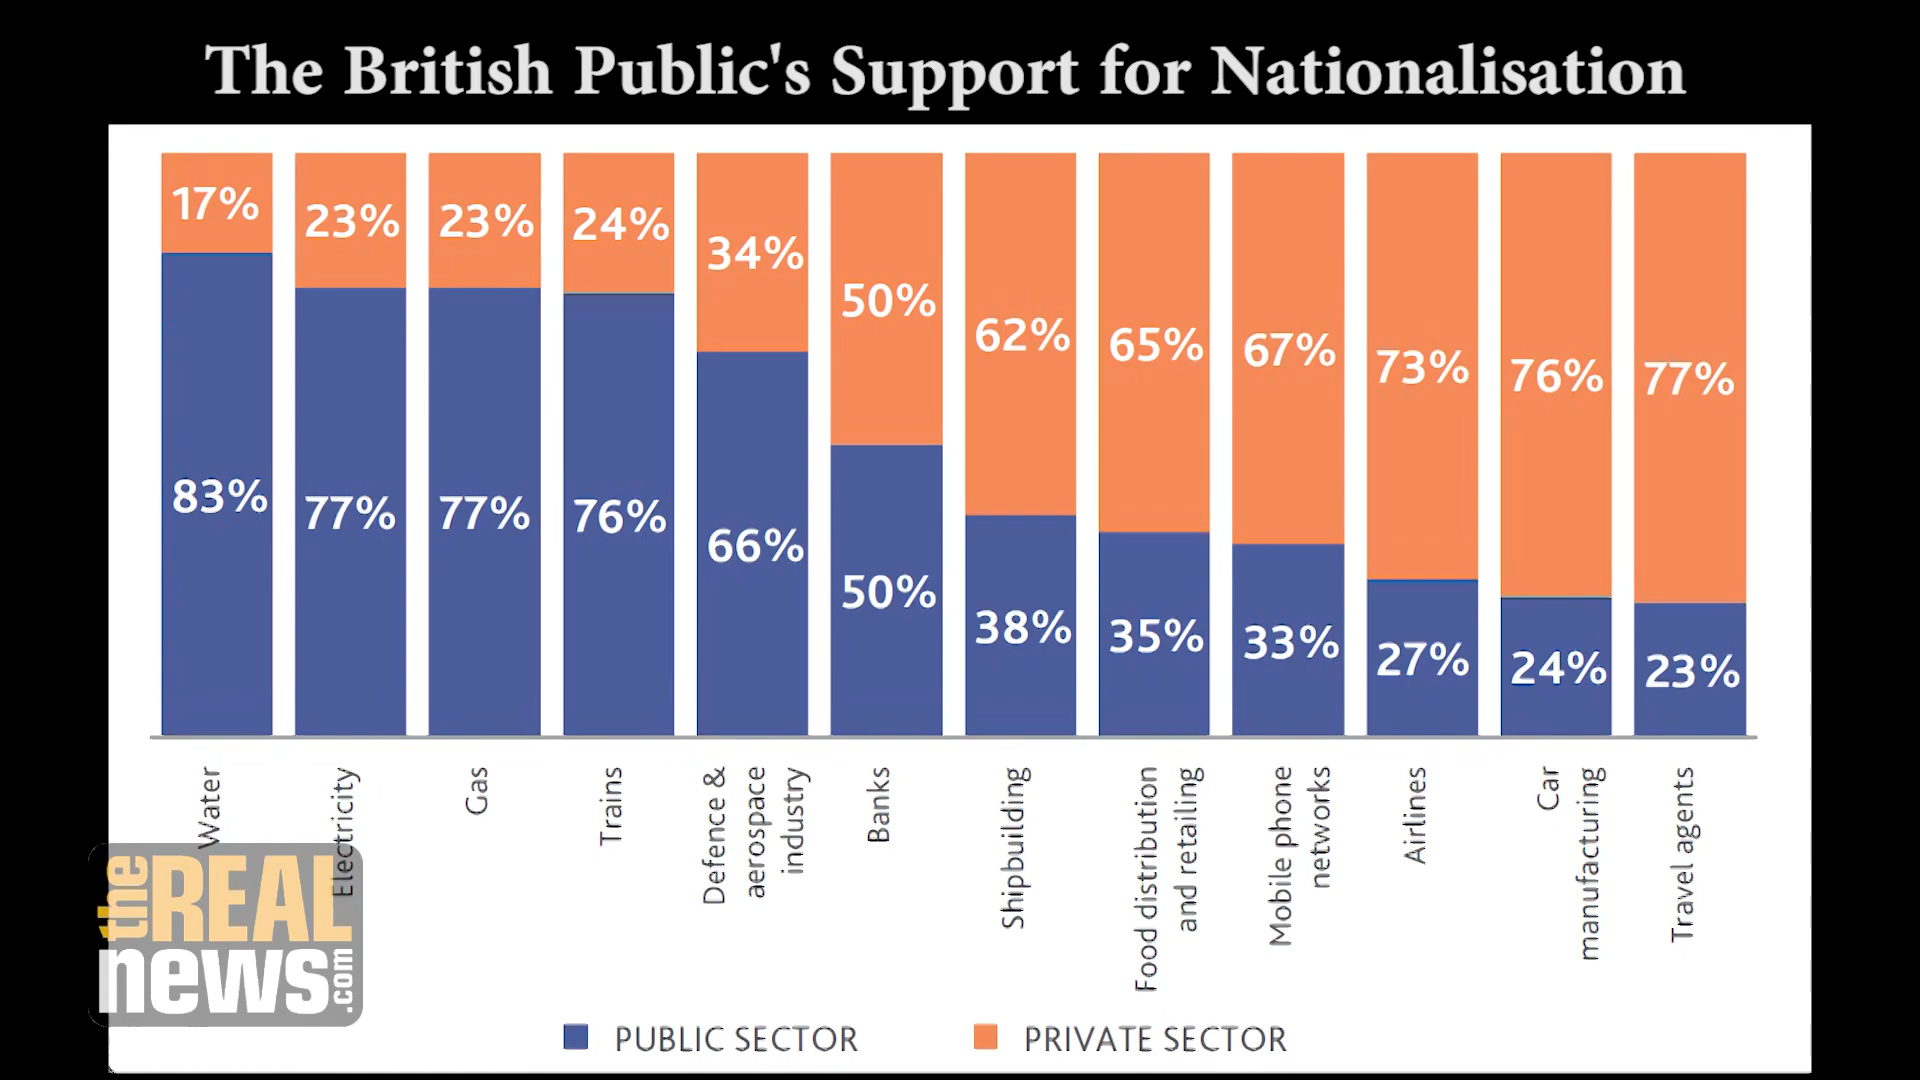 The British Public's Support for Nationalisation
17%
23%
23%
24%
34%
50%
62%
65%
67%
73%
76%
77%
83%
77%
77%
76%
66%
50%
38%
35%
33%
27%
24%
23%
Water
Electricity
Gas
Trains
Defence &
aerospace
industry
Banks
Shipbuilding
Food distribution
and retailing
Mobile phone
networks
Airlines
Car
manufacturing
Travel agents
the REAL
news.com
PUBLIC SECTOR
PRIVATE SECTOR